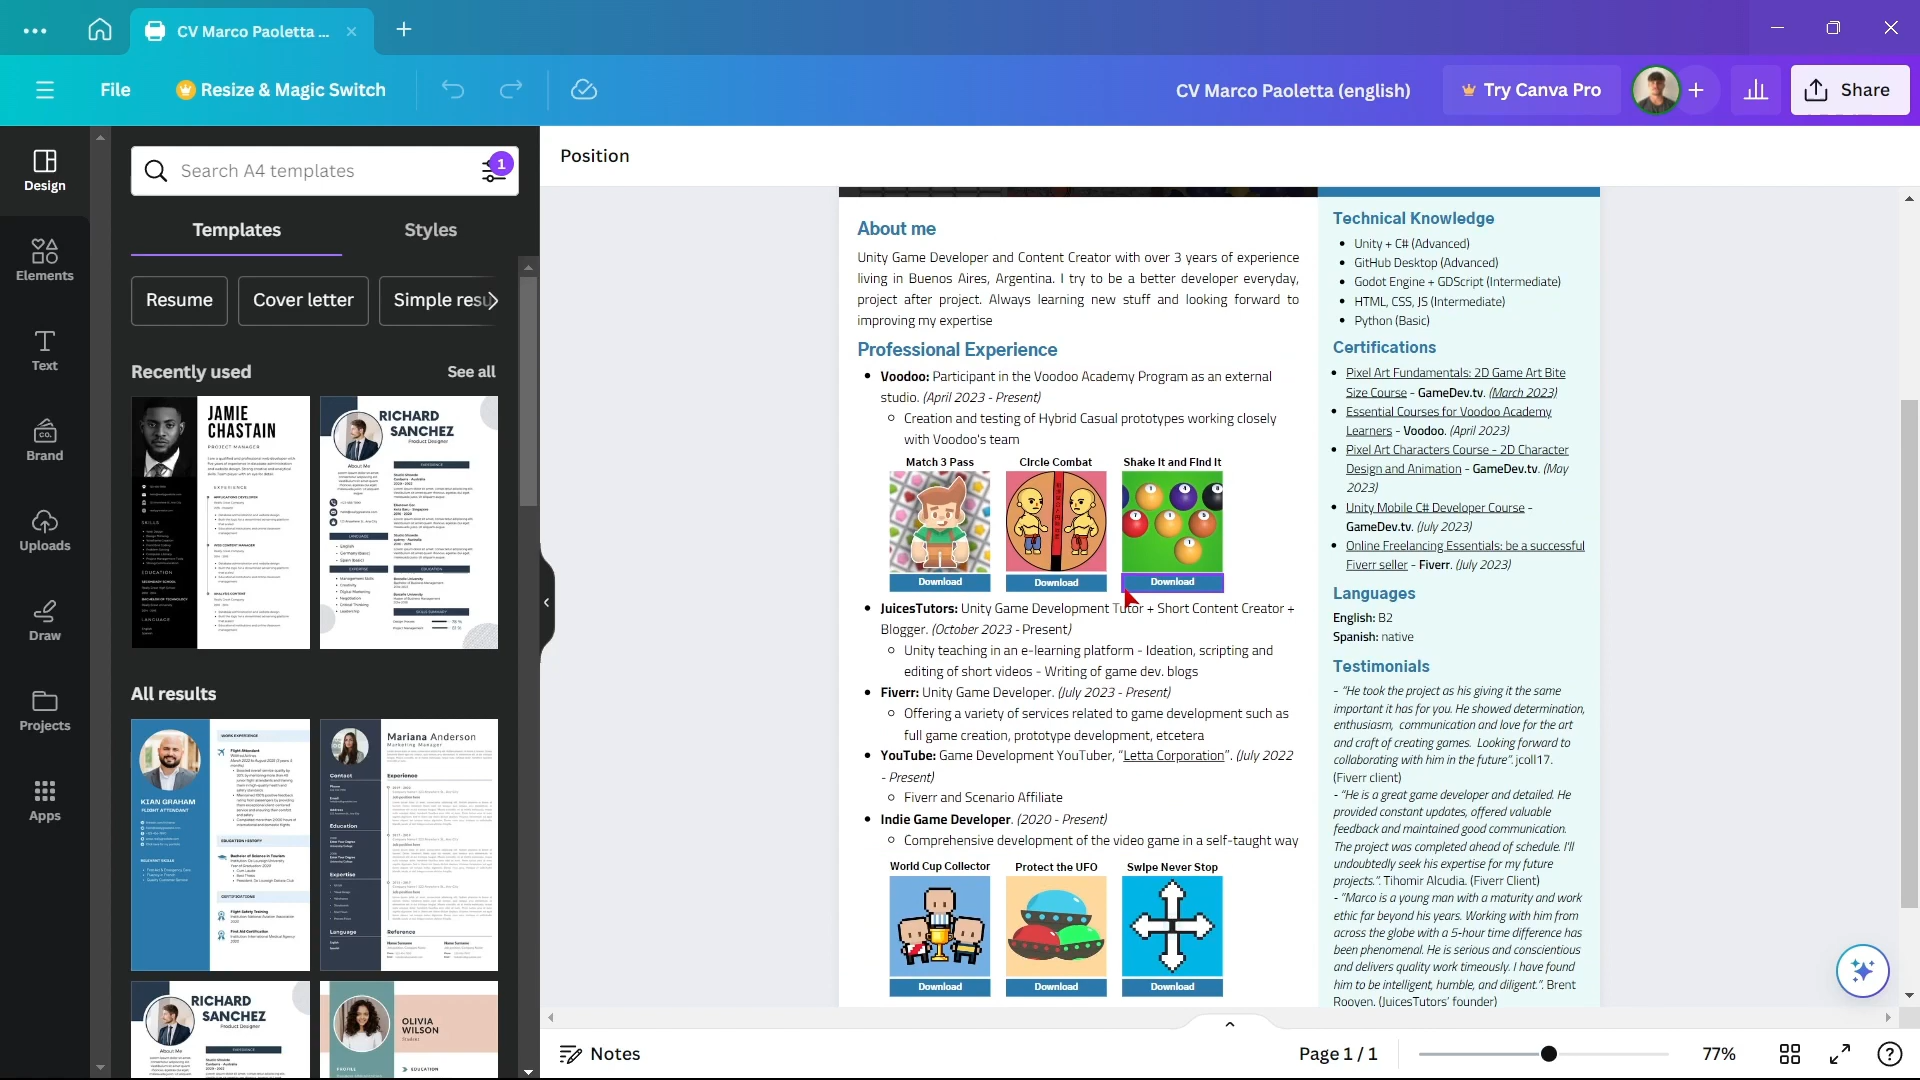 CV Marco Paoletta ...
File
Resize & Magic Switch
CV Marco Paoletta (english)
Try Canva Pro
Share
Design
Elements
Text
Brand
Uploads
Draw
Projects
Apps
Search A4 templates
1
Templates
Styles
Resume
Cover letter
Simple resu
Recently used
See all
JAMIE
CHASTAIN
PROJECT MANAGER
RICHARD
SANCHEZ
Product Designer
All results
KIAN GRAHAM
FLIGHT ATTENDANT
Mariana Anderson
Marketing Manager
RICHARD
SANCHEZ
Product Designer
OLIVIA
WILSON
Position
About me
Unity Game Developer and Content Creator with over 3 years of experience
living in Buenos Aires, Argentina. I try to be a better developer everyday,
project after project. Always learning new stuff and looking forward to
improving my expertise
Professional Experience
Voodoo: Participant in the Voodoo Academy Program as an external
studio. (April 2023 - Present)
Creation and testing of Hybrid Casual prototypes working closely
with Voodoo's team
Match 3 Pass
Circle Combat
Shake It and Find It
Download
Download
Download
JuicesTutors: Unity Game Development Tutor + Short Content Creator +
Blogger. (October 2023 - Present)
Unity teaching in an e-learning platform - Ideation, scripting and
editing of short videos - Writing of game dev. blogs
Fiverr: Unity Game Developer. (July 2023 - Present)
Offering a variety of services related to game development such as
full game creation, prototype development, etcetera
YouTube: Game Development YouTuber, "Letta Corporation". (July 2022
- Present)
Fiverr and Scenario Affiliate
Indie Game Developer. (2020 - Present)
Comprehensive development of the video game in a self-taught way
World Cup Collector
Protect the UFO
Swipe Never Stop
Download
Download
Download
Technical Knowledge
Unity + C# (Advanced)
GitHub Desktop (Advanced)
Godot Engine + GDScript (Intermediate)
HTML, CSS, JS (Intermediate)
Python (Basic)
Certifications
Pixel Art Fundamentals: 2D Game Art Bite
Size Course - GameDev.tv. (March 2023)
Essential Courses for Voodoo Academy
Learners - Voodoo. (April 2023)
Pixel Art Characters Course - 2D Character
Design and Animation - GameDev.tv. (May
2023)
Unity Mobile C# Developer Course -
GameDev.tv. (July 2023)
Online Freelancing Essentials: be a successful
Fiverr seller - Fiverr. (July 2023)
Languages
English: B2
Spanish: native
Testimonials
- "He took the project as his giving it the same
important it has for you. He showed determination,
enthusiasm, communication and love for the art
and craft of creating games. Looking forward to
collaborating with him in the future". jcoll17.
(Fiverr client)
- "He is a great game developer and detailed. He
provided constant updates, offered valuable
feedback and maintained good communication.
The project was completed ahead of schedule. I'll
undoubtedly seek his expertise for my future
projects.". Tihomir Alcudia. (Fiverr Client)
- "Marco is a young man with a maturity and work
ethic far beyond his years. Working with him from
across the globe with a 5-hour time difference has
been phenomenal. He is serious and conscientious
and delivers quality work timeously. I have found
him to be intelligent, humble, and diligent.". Brent
Rooyen. (JuicesTutors' founder)
Notes
Page 1 / 1
77%